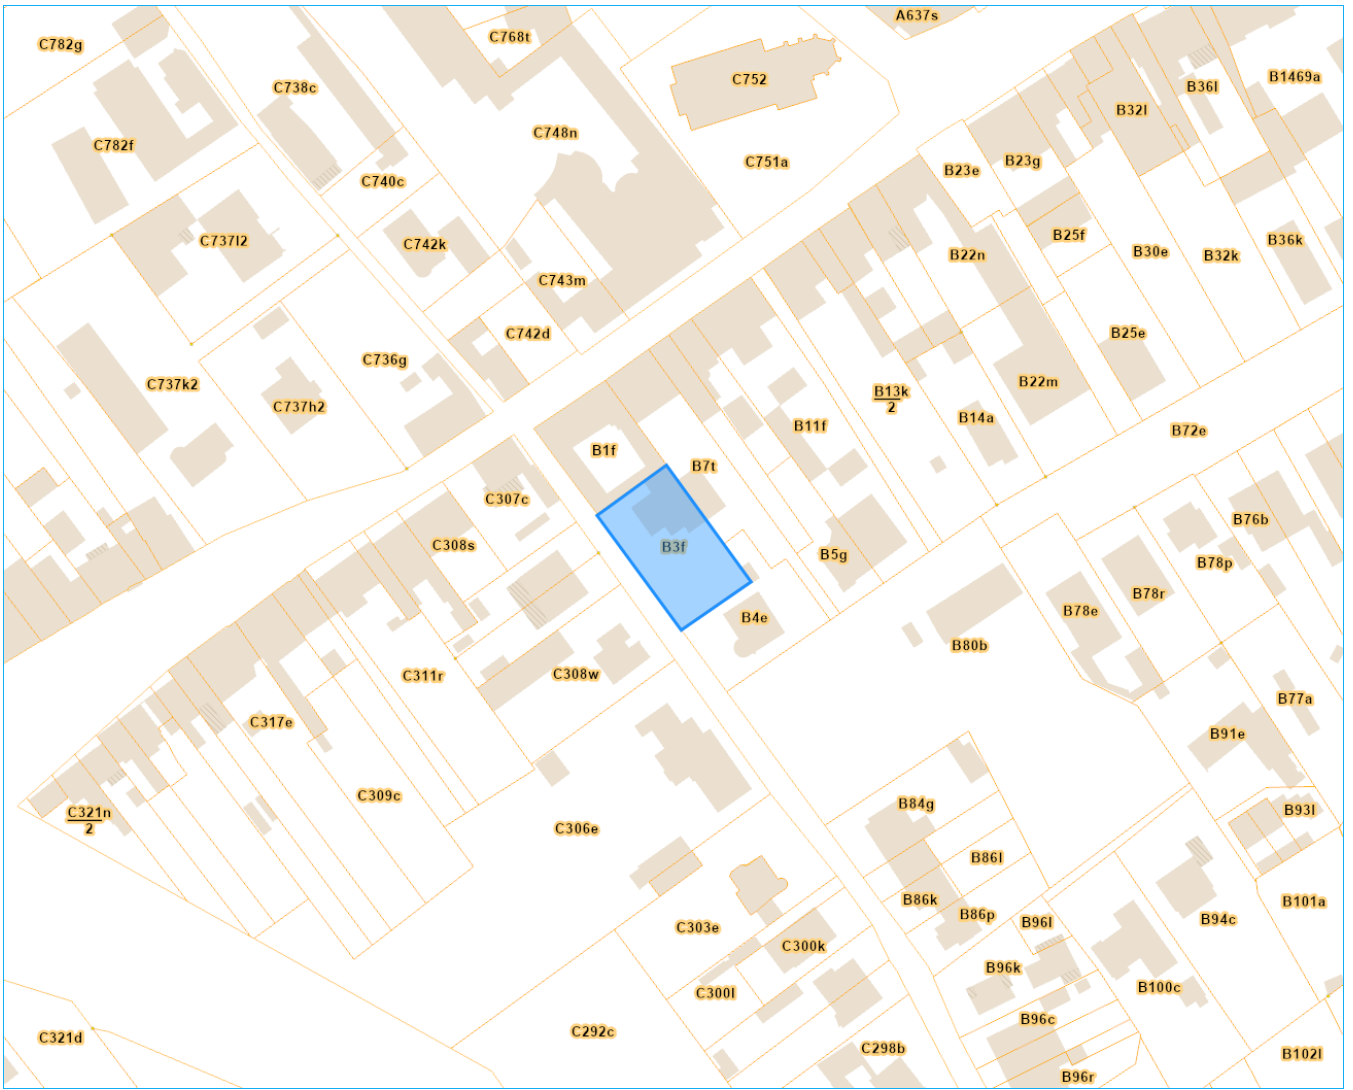 A637s
C768t
C782g
C752
B1469a
C738c
B36l
B32l
C748n
C782f
C751a
B23g
B23e
C740c
B25f
C737l2
B36k
C742k
B30e
B22n
B32k
C743m
C742d
B25e
C736g
B22m
C737k2
B13k
2
C737h2
B14a
B11f
B72e
B1f
B7t
C307c
B76b
C308s
B3f
B5g
B78p
B78r
B78e
B4e
B80b
C308w
C311r
B77a
C317e
B91e
C309c
B84g
B93l
C321n
2
C306e
B86l
B86k
B101a
B86p
B94c
B96l
C303e
C300k
B96k
B100c
C300l
B96c
C292c
C321d
C298b
B102l
B96r